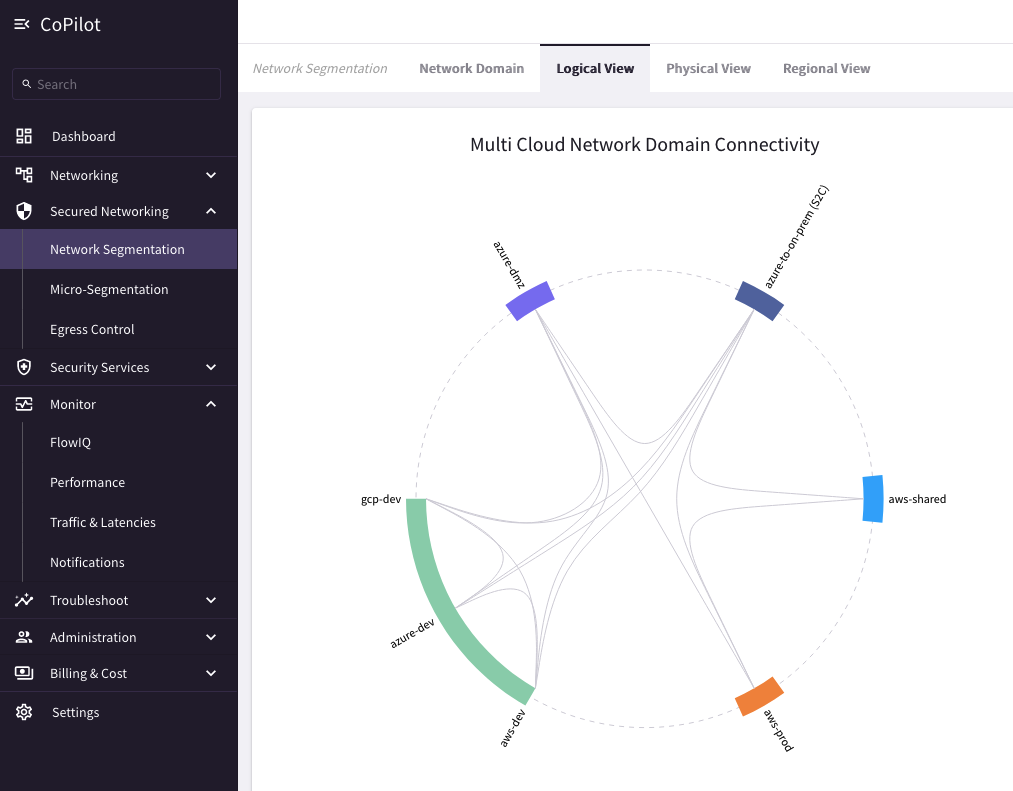 CoPilot
Search
Dashboard
Networking
Secured Networking
Network Segmentation
Micro-Segmentation
Egress Control
Security Services
Monitor
FlowIQ
Performance
Traffic & Latencies
Notifications
Troubleshoot
Administration
Billing & Cost
Settings
Network Segmentation Network Domain Logical View Physical View Regional View
Multi Cloud Network Domain Connectivity
azure-dmz
azure-to-on-prem (S2C)
gcp-dev
aws-shared
azure-dev
aws-dev
aws-prod